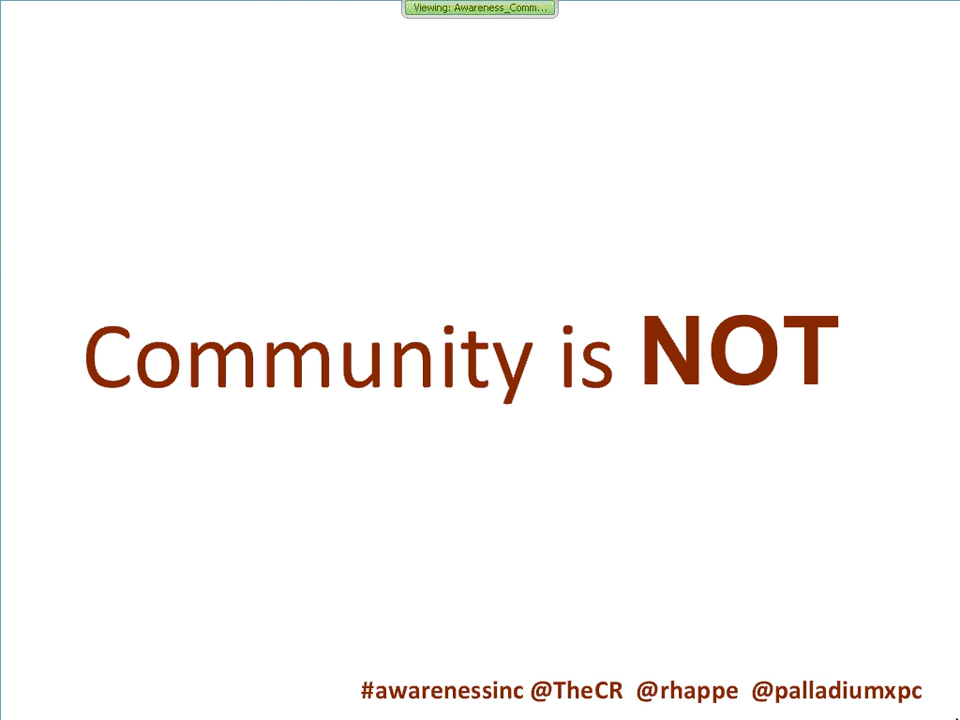 Viewing: Awareness_Comm...
Community is NOT
#awarenessinc @TheCR @rhappe @palladiumxpc